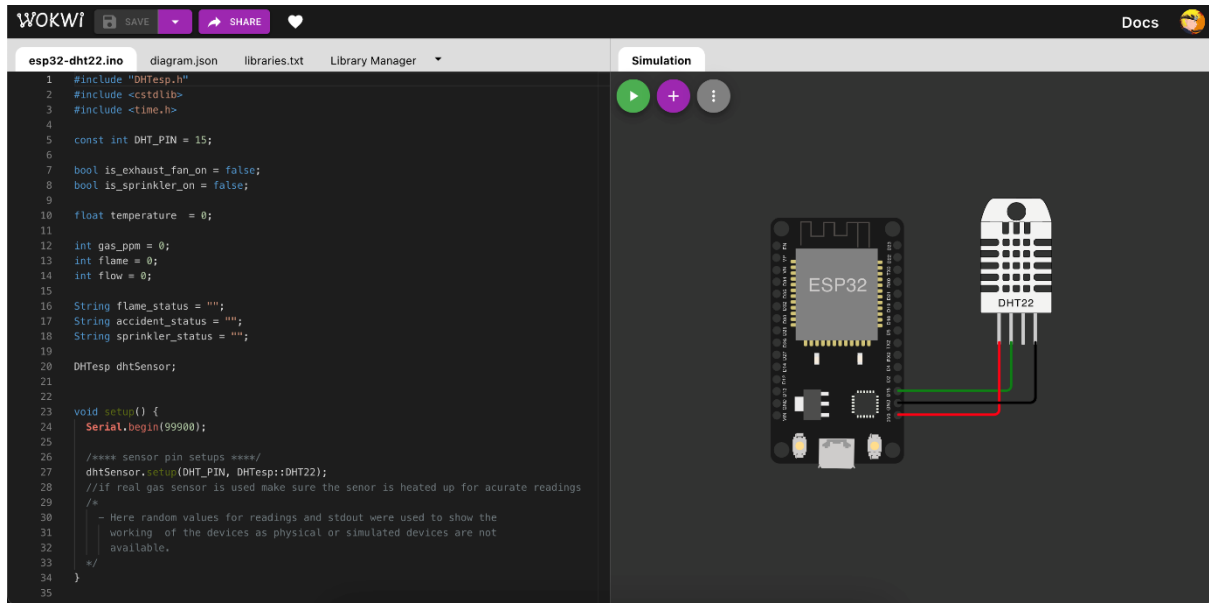 WOKWI SAVE SHARE Docs
esp32-dht22.ino diagram.json libraries.txt Library Manager
Simulation
1 #include "DHTesp.h"
2 #include <cstdlib>
3 #include <time.h>
4
5 const int DHT_PIN = 15;
6
7 bool is_exhaust_fan_on = false;
8 bool is_sprinkler_on = false;
9
10 float temperature  = 0;
11
12 int gas_ppm = 0;
13 int flame = 0;
14 int flow = 0;
15
16 String flame_status = "";
17 String accident_status = "";
18 String sprinkler_status = "";
19
20 DHTesp dhtSensor;
21
22
23 void setup() {
24   Serial.begin(99900);
25
26   /**** sensor pin setups ****/
27   dhtSensor.setup(DHT_PIN, DHTesp::DHT22);
28   //if real gas sensor is used make sure the senor is heated up for acurate readings
29   /*
30     - Here random values for readings and stdout were used to show the
31       working  of the devices as physical or simulated devices are not
32       available.
33   */
34 }
35
ESP32
DHT22